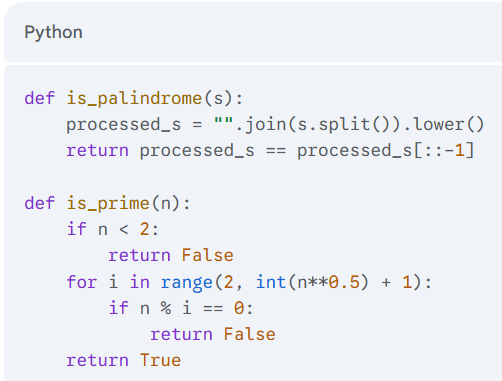 Python
def is_palindrome(s):
    processed_s = "".join(s.split()).lower()
    return processed_s == processed_s[::-1]

def is_prime(n):
    if n < 2:
        return False
    for i in range(2, int(n**0.5) + 1):
        if n % i == 0:
            return False
    return True